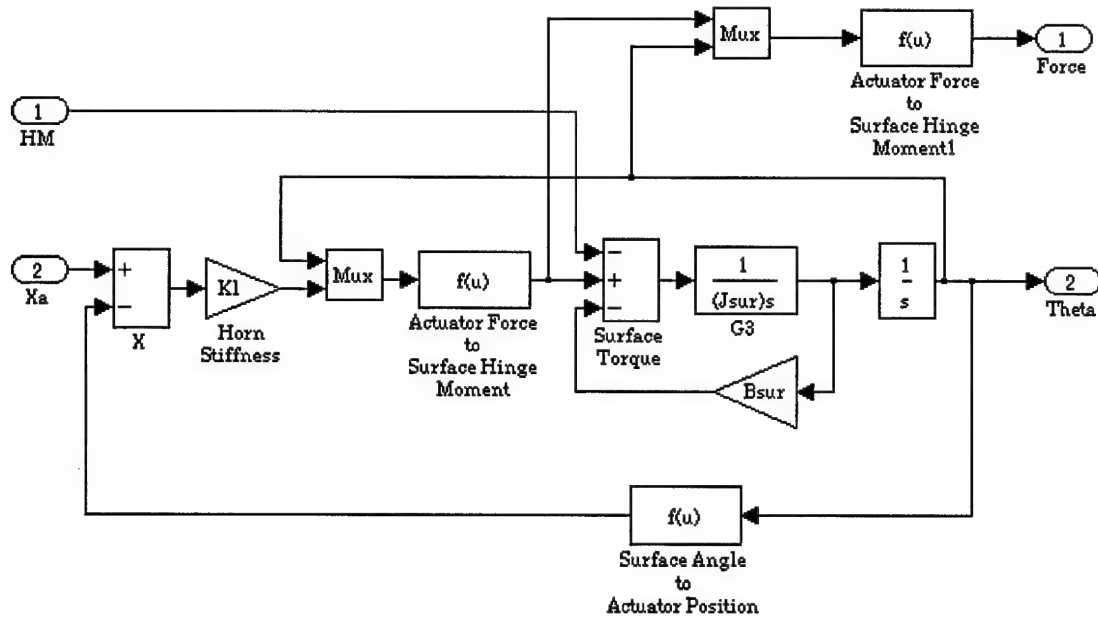 Mux
f(u)
1
Force
Actuator Force
to
Surface Hinge
Moment1
1
HM
2
Xa
+
−
X
K1
Horn
Stiffness
Mux
f(u)
Actuator Force
to
Surface Hinge
Moment
−
+
−
Surface
Torque
1
(Jsur)s
G3
1
s
2
Theta
Bsur
f(u)
Surface Angle
to
Actuator Position